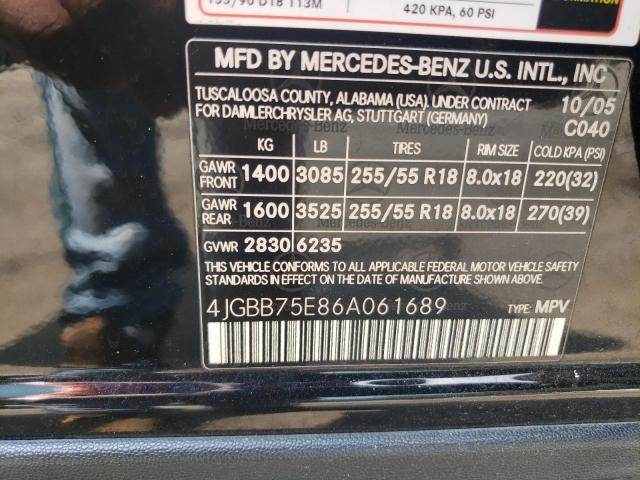 155/90 D18 113M
420 KPA, 60 PSI
MFD BY MERCEDES-BENZ U.S. INTL., INC
TUSCALOOSA COUNTY, ALABAMA (USA). UNDER CONTRACT 10/05
FOR DAIMLERCHRYSLER AG, STUTTGART (GERMANY) C040
KG LB TIRES RIM SIZE COLD KPA (PSI)
GAWR FRONT 1400 3085 255/55 R18 8.0x18 220(32)
GAWR REAR 1600 3525 255/55 R18 8.0x18 270(39)
GVWR 2830 6235
THIS VEHICLE CONFORMS TO ALL APPLICABLE FEDERAL MOTOR VEHICLE SAFETY
STANDARDS IN EFFECT ON THE DATE OF MANUFACTURE SHOWN ABOVE
4JGBB75E86A061689 TYPE: MPV